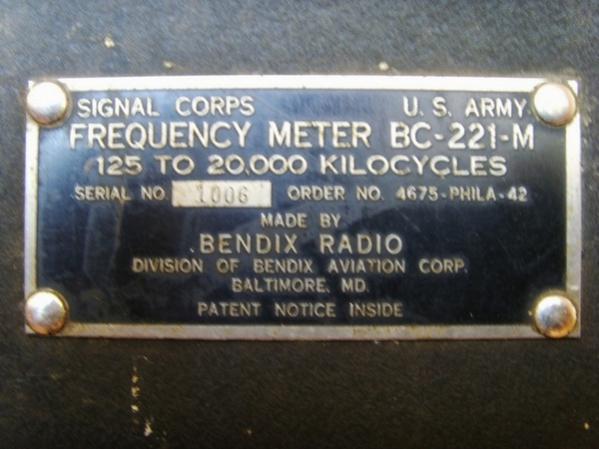 SIGNAL CORPS U. S. ARMY
FREQUENCY METER BC-221-M
125 TO 20,000 KILOCYCLES
SERIAL NO. 1006 ORDER NO. 4675-PHILA-42
MADE BY
BENDIX RADIO
DIVISION OF BENDIX AVIATION CORP.
BALTIMORE, MD.
PATENT NOTICE INSIDE